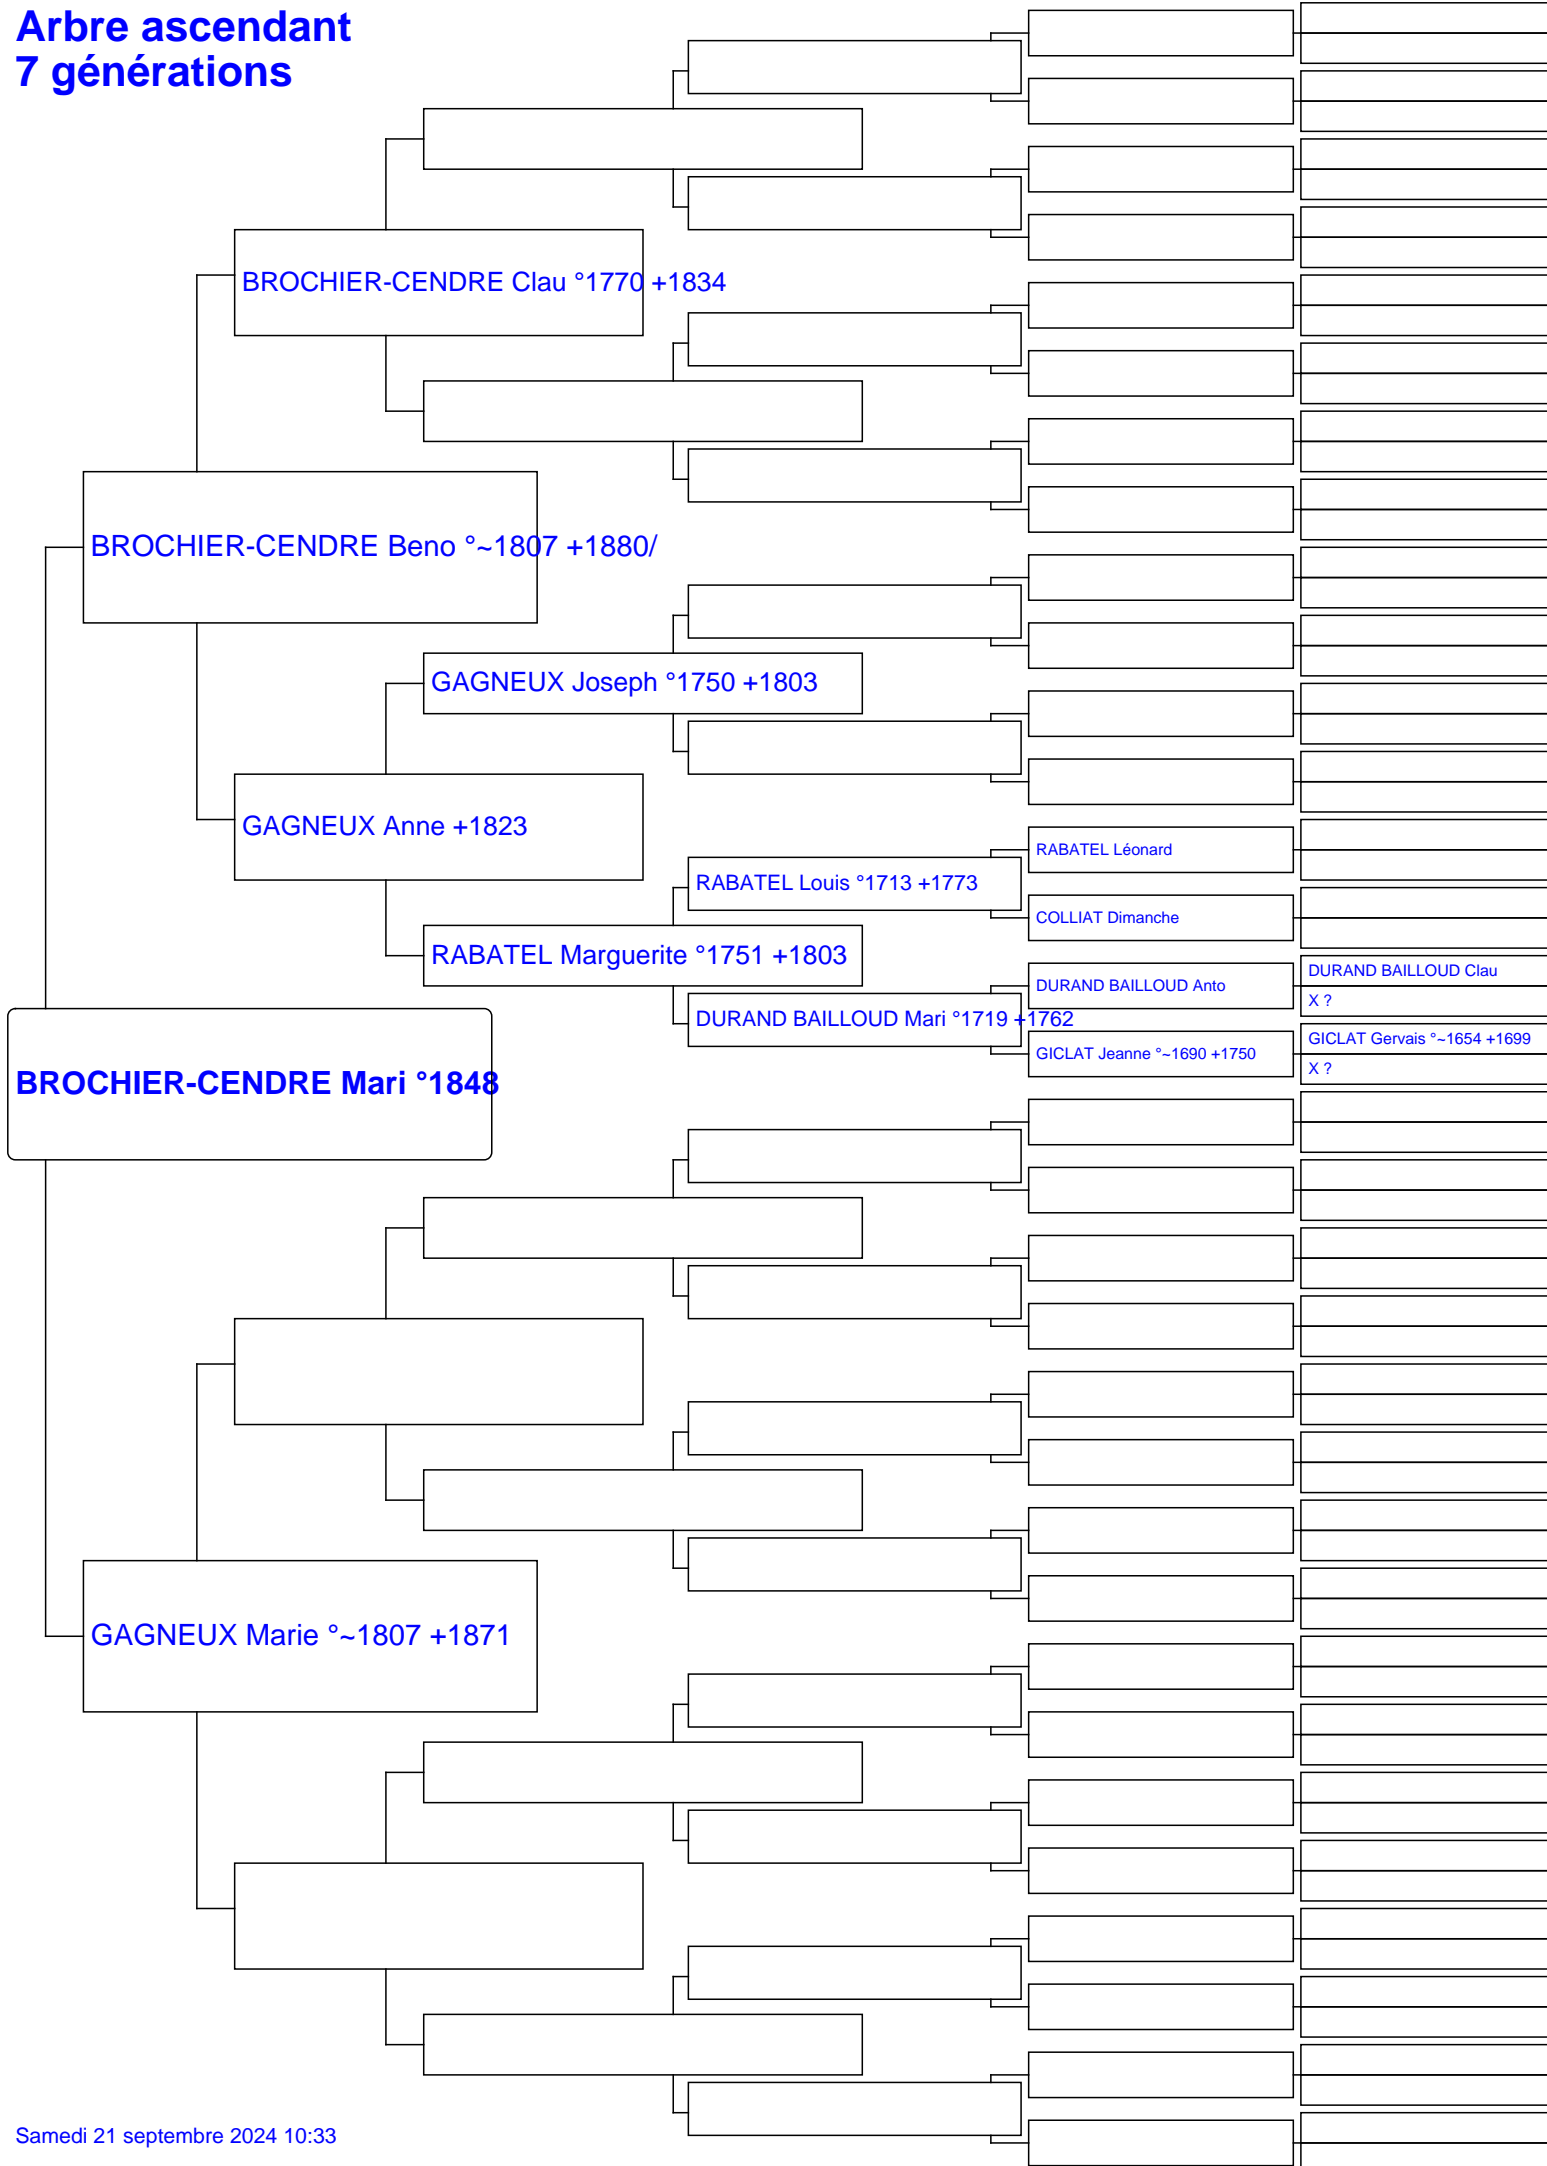 Arbre ascendant
7 générations
BROCHIER-CENDRE Clau °1770 +1834
BROCHIER-CENDRE Beno °~1807 +1880/
GAGNEUX Joseph °1750 +1803
GAGNEUX Anne +1823
RABATEL Léonard
RABATEL Louis °1713 +1773
COLLIAT Dimanche
RABATEL Marguerite °1751 +1803
DURAND BAILLOUD Clau
DURAND BAILLOUD Anto
X ?
DURAND BAILLOUD Mari °1719 +1762
GICLAT Gervais °~1654 +1699
GICLAT Jeanne °~1690 +1750
X ?
BROCHIER-CENDRE Mari °1848
GAGNEUX Marie °~1807 +1871
Samedi 21 septembre 2024 10:33